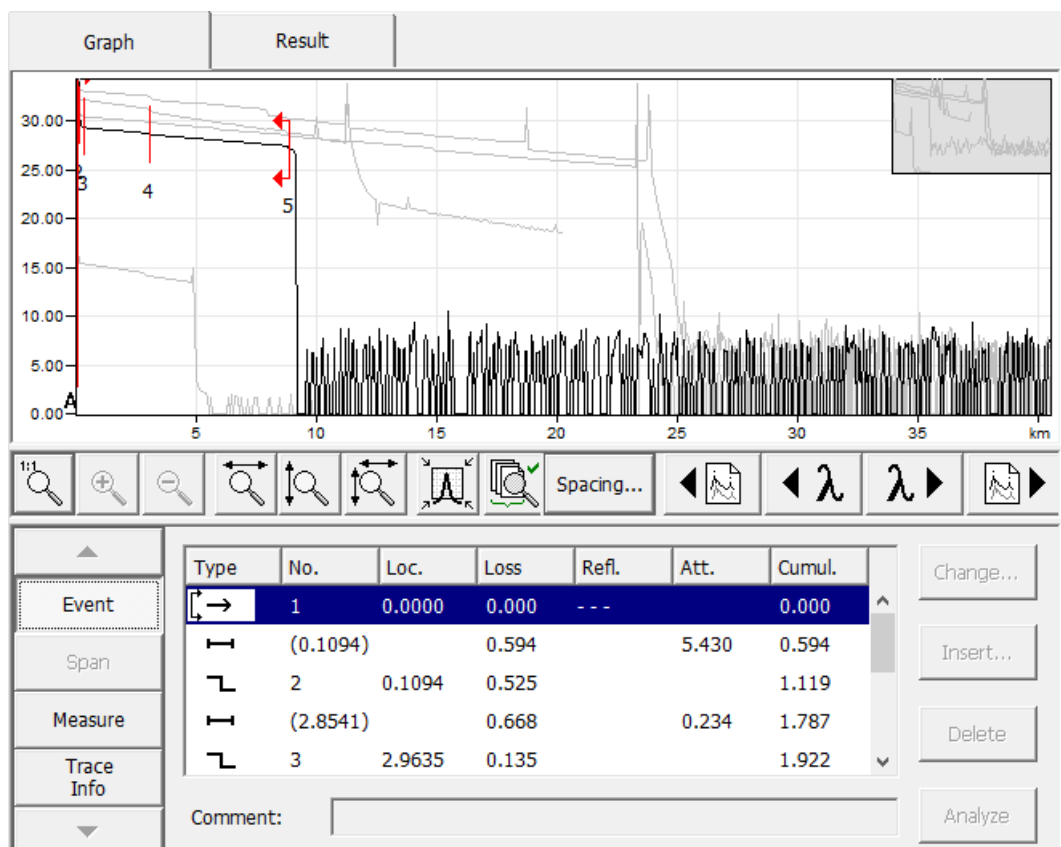 Graph Result
30.00
25.00
20.00
15.00
10.00
5.00
0.00
3 4 5
A
5 10 15 20 25 30 35 km
1:1 Spacing... λ λ
Type No. Loc. Loss Refl. Att. Cumul.
1 0.0000 0.000 --- 0.000
(0.1094) 0.594 5.430 0.594
2 0.1094 0.525 1.119
(2.8541) 0.668 0.234 1.787
3 2.9635 0.135 1.922
Event
Span
Measure
Trace
Info
Change...
Insert...
Delete
Analyze
Comment: